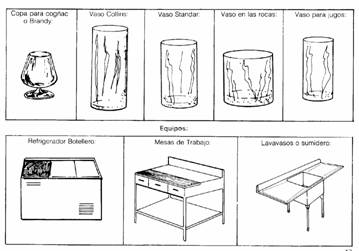 Copa para cogñac
o Brandy:
Vaso Collins:
Vaso Standar:
Vaso en las rocas:
Vaso para jugos:
Equipos:
Refrigerador Botellero:
Mesas de Trabajo:
Lavavasos o sumidero: